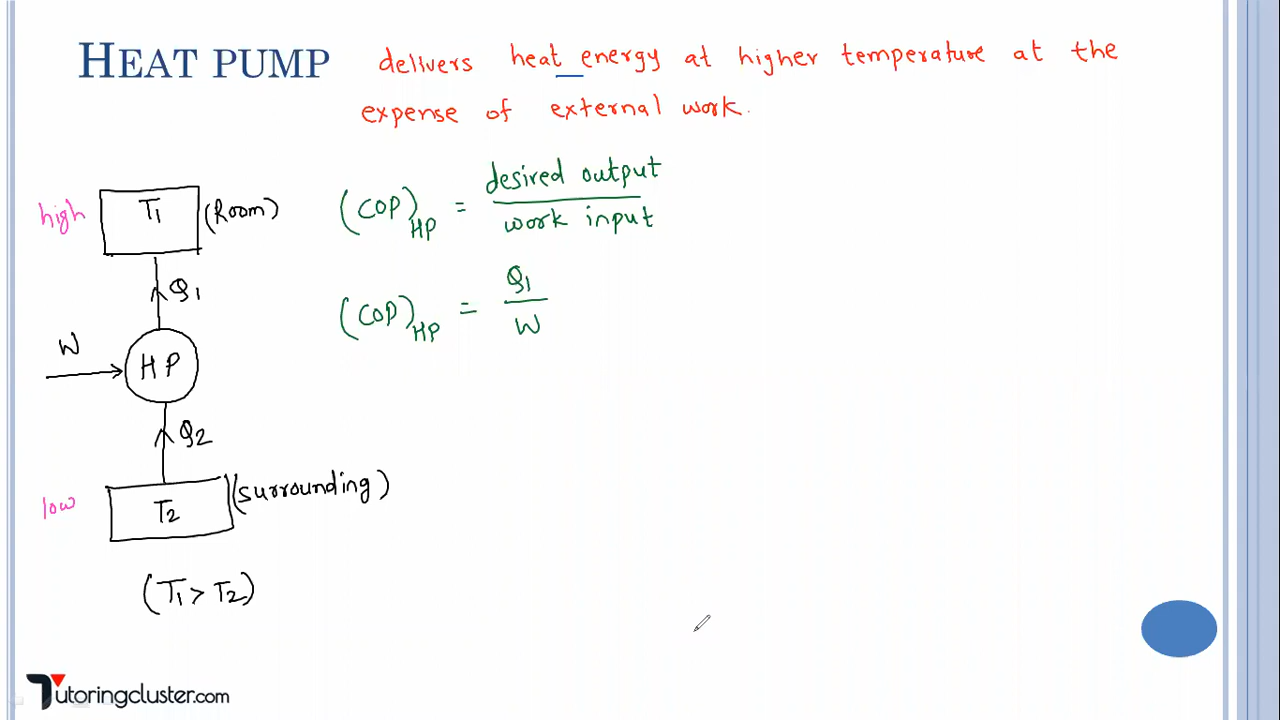 HEAT PUMP delivers heat energy at higher temperature at the
expense of external work.
high T1 (Room)
(COP)HP = desired output / work input
Q1
(COP)HP = Q1 / W
W
HP
Q2
low T2 (surrounding)
(T1 > T2)
Tutoringcluster.com